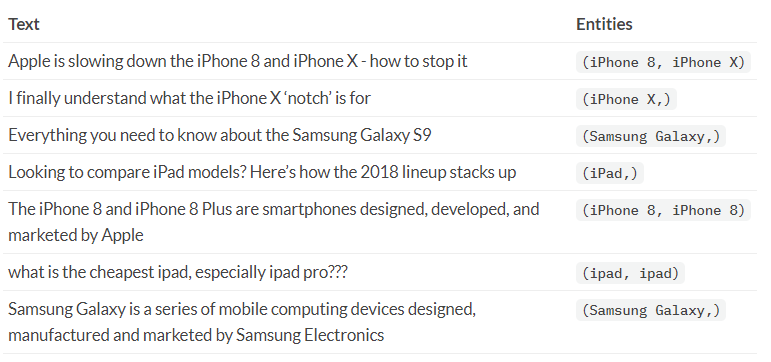 Text Entities
Apple is slowing down the iPhone 8 and iPhone X - how to stop it (iPhone 8, iPhone X)
I finally understand what the iPhone X ‘notch’ is for (iPhone X,)
Everything you need to know about the Samsung Galaxy S9 (Samsung Galaxy,)
Looking to compare iPad models? Here’s how the 2018 lineup stacks up (iPad,)
The iPhone 8 and iPhone 8 Plus are smartphones designed, developed, and (iPhone 8, iPhone 8)
marketed by Apple
what is the cheapest ipad, especially ipad pro??? (ipad, ipad)
Samsung Galaxy is a series of mobile computing devices designed, (Samsung Galaxy,)
manufactured and marketed by Samsung Electronics